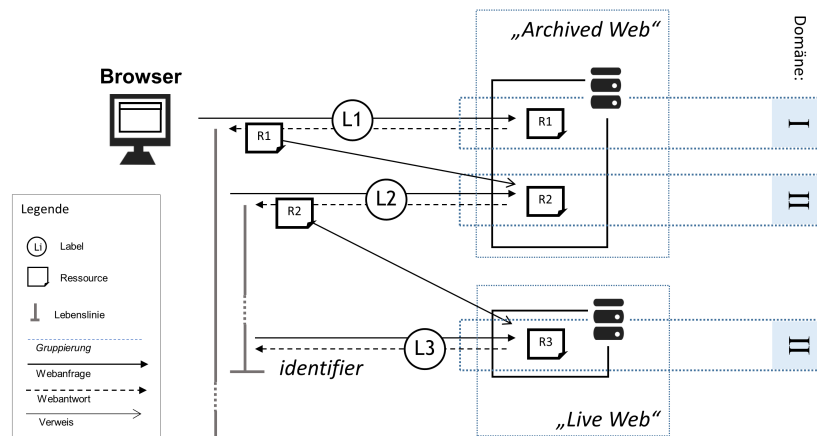 „Archived Web“
Domäne:
Browser
L1
R1
R1
I
L2
R2
R2
II
Legende
Li Label
Ressource
Lebenslinie
Gruppierung
Webanfrage
Webantwort
Verweis
L3
R3
II
identifier
„Live Web“